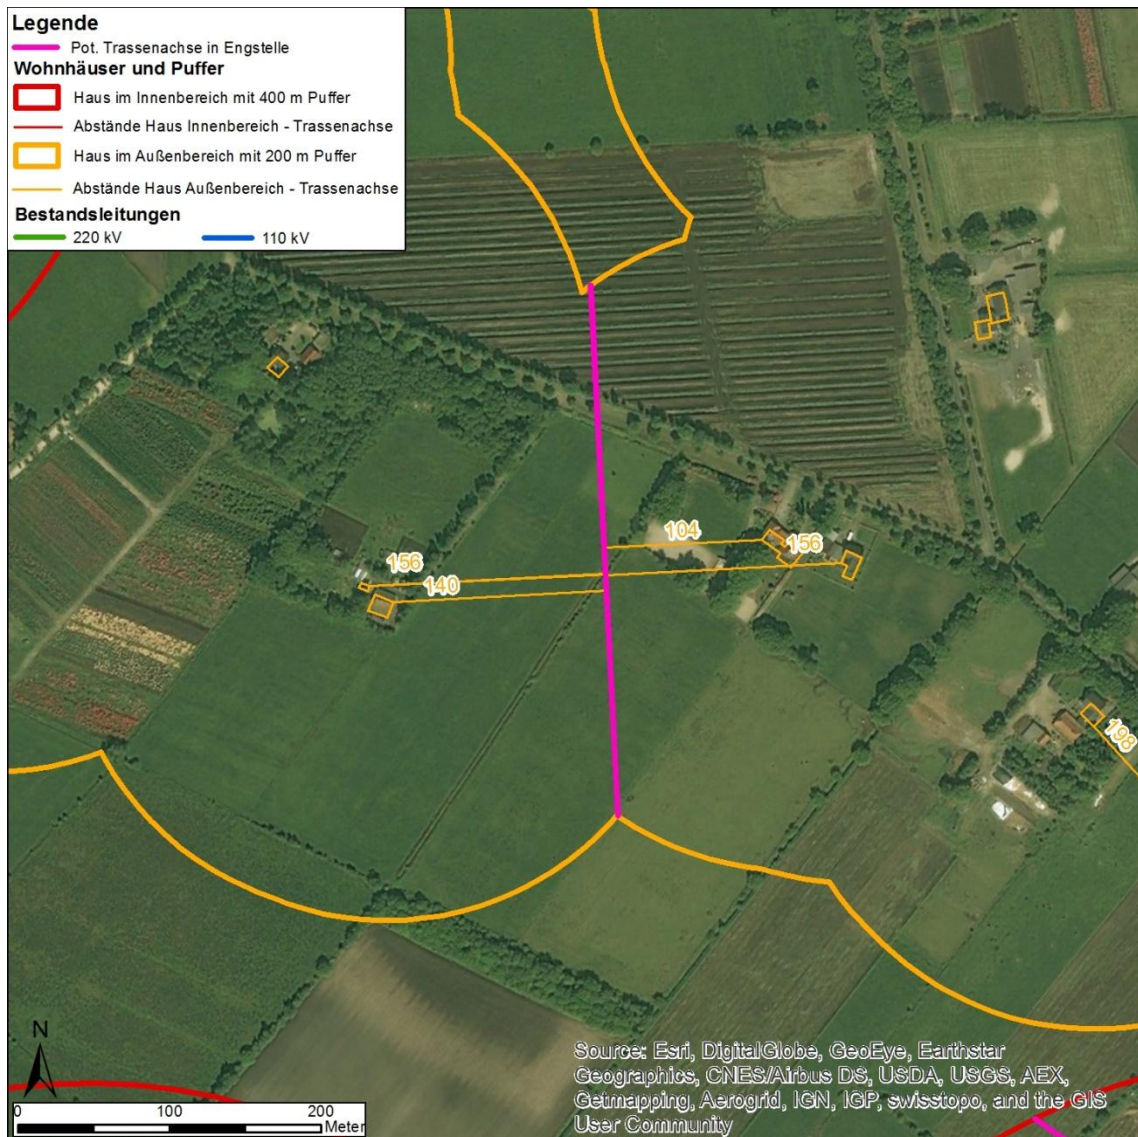 Legende
Pot. Trassenachse in Engstelle
Wohnhäuser und Puffer
Haus im Innenbereich mit 400 m Puffer
Abstände Haus Innenbereich - Trassenachse
Haus im Außenbereich mit 200 m Puffer
Abstände Haus Außenbereich - Trassenachse
Bestandsleitungen
220 kV 110 kV
104
156
156
140
198
N
0 100 200
Meter
Source: Esri, DigitalGlobe, GeoEye, Earthstar
Geographics, CNES/Airbus DS, USDA, USGS, AEX,
Getmapping, Aerogrid, IGN, IGP, swisstopo, and the GIS
User Community